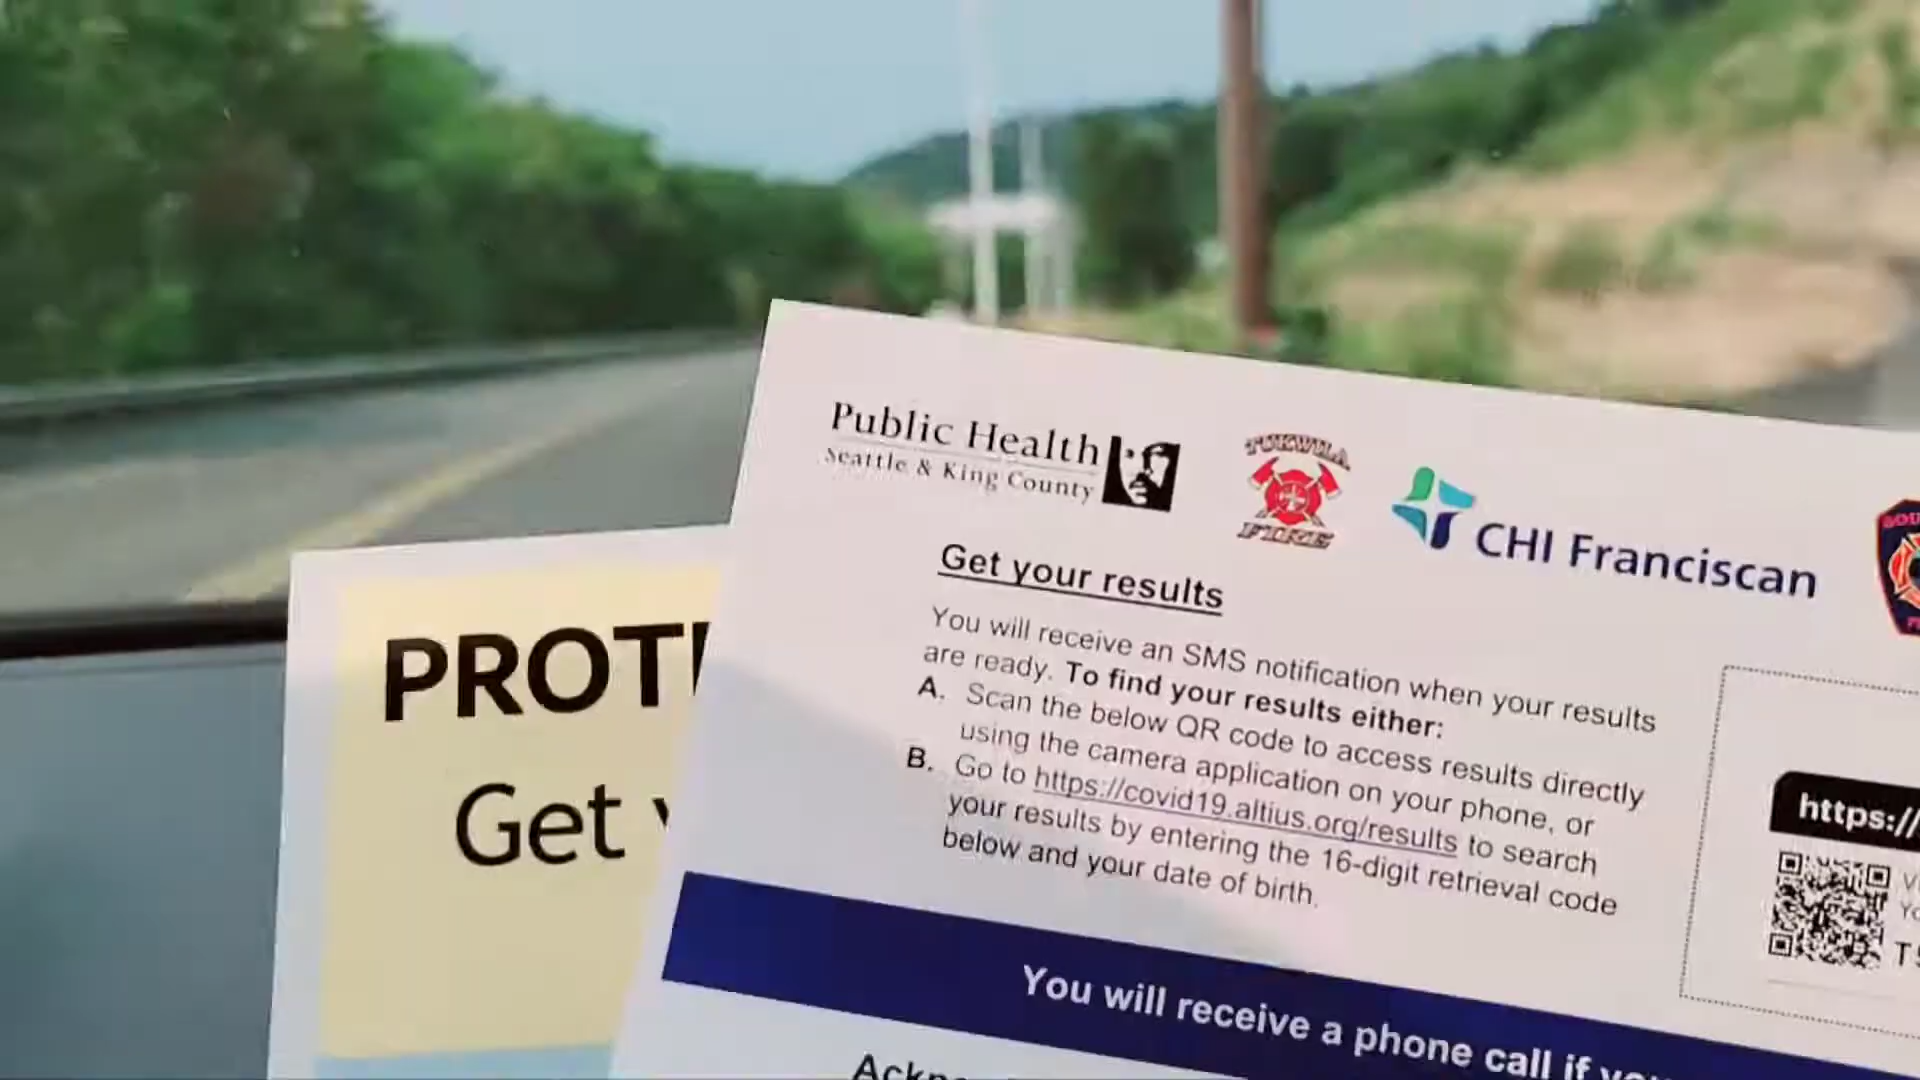 Public Health
Seattle & King County
TUKWILA
FIRE
CHI Franciscan
Get your results
You will receive an SMS notification when your results
are ready. To find your results either:
A. Scan the below QR code to access results directly
using the camera application on your phone, or
B. Go to https://covid19.altius.org/results to search
your results by entering the 16-digit retrieval code
below and your date of birth.
https://
You will receive a phone call if
PROT
Get